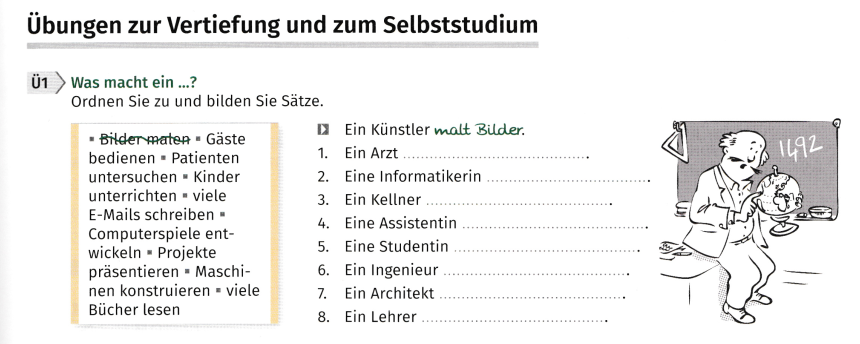 Übungen zur Vertiefung und zum Selbststudium
Ü1 Was macht ein ...?
Ordnen Sie zu und bilden Sie Sätze.
▪ Bilder malen ▪ Gäste
bedienen ▪ Patienten
untersuchen ▪ Kinder
unterrichten ▪ viele
E-Mails schreiben ▪
Computerspiele ent-
wickeln ▪ Projekte
präsentieren ▪ Maschi-
nen konstruieren ▪ viele
Bücher lesen
Ein Künstler malt Bilder.
1. Ein Arzt ................................................ .
2. Eine Informatikerin ................................................ .
3. Ein Kellner ................................................ .
4. Eine Assistentin ................................................ .
5. Eine Studentin ................................................ .
6. Ein Ingenieur ................................................ .
7. Ein Architekt ................................................ .
8. Ein Lehrer ................................................ .
1492